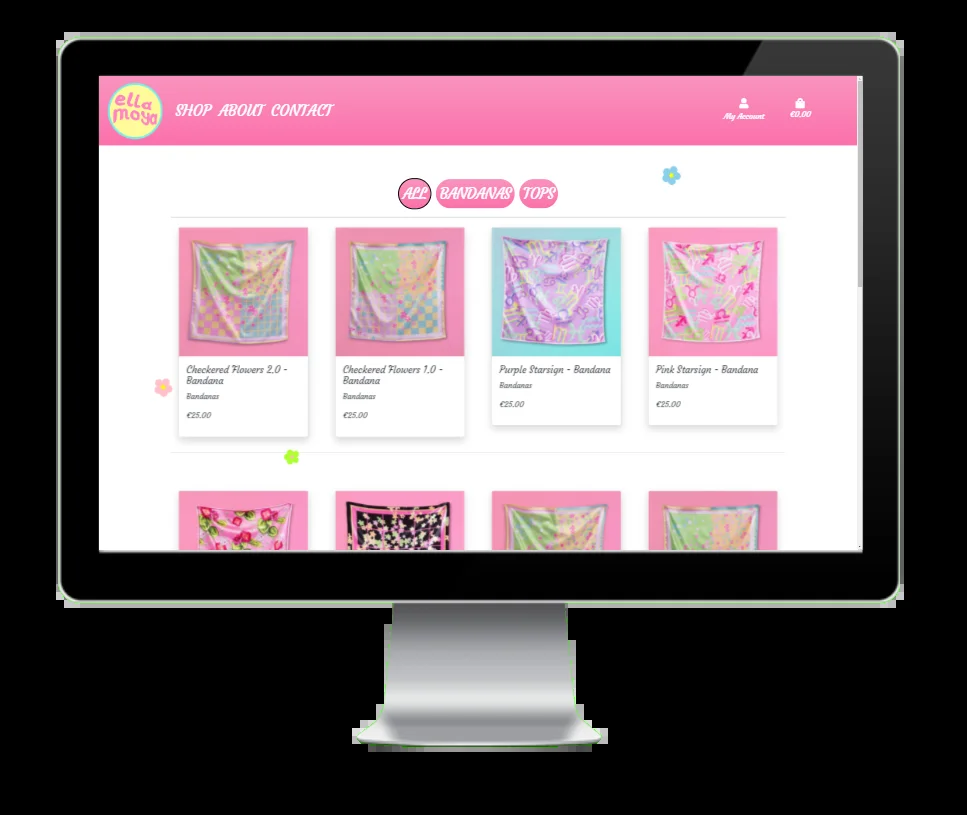 ella
moya
SHOP ABOUT CONTACT
My Account
€0.00
ALL BANDANAS TOPS
Checkered Flowers 2.0 -
Bandana
Bandanas
€25.00
Checkered Flowers 1.0 -
Bandana
Bandanas
€25.00
Purple Starsign - Bandana
Bandanas
€25.00
Pink Starsign - Bandana
Bandanas
€25.00